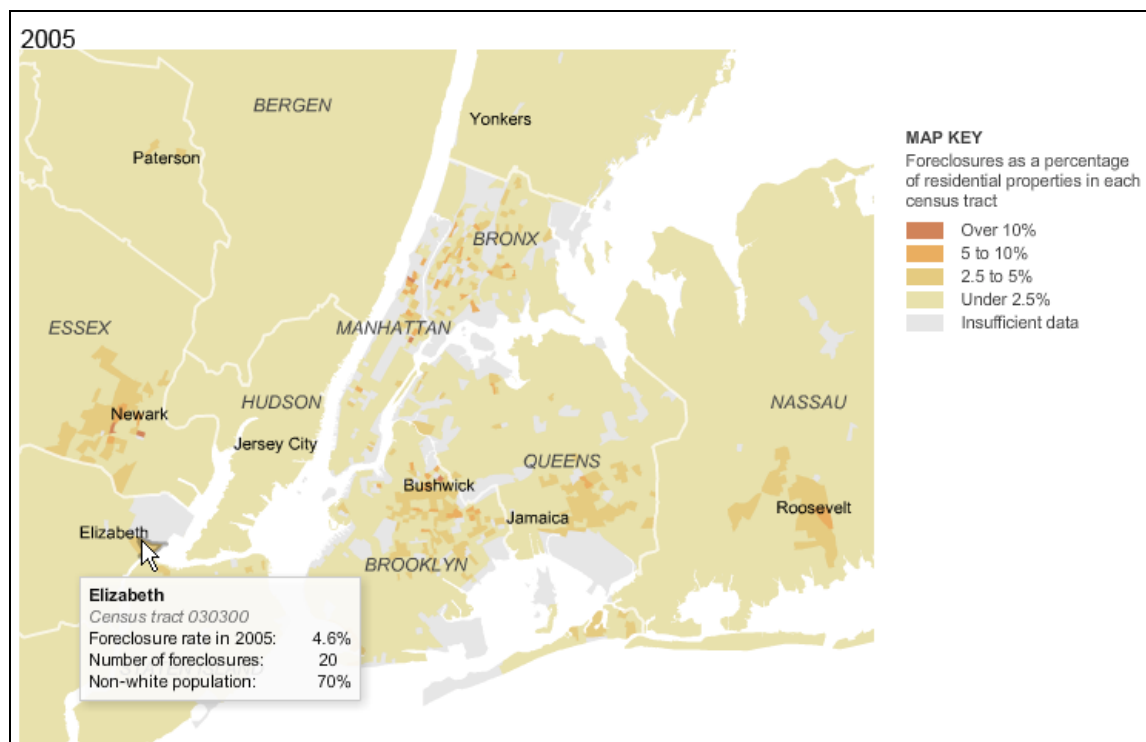 2005
BERGEN
Yonkers
Paterson
BRONX
MANHATTAN
ESSEX
Newark
HUDSON
Jersey City
NASSAU
QUEENS
Bushwick
Jamaica
Roosevelt
Elizabeth
BROOKLYN
Elizabeth
Census tract 030300
Foreclosure rate in 2005: 4.6%
Number of foreclosures: 20
Non-white population: 70%
MAP KEY
Foreclosures as a percentage
of residential properties in each
census tract
Over 10%
5 to 10%
2.5 to 5%
Under 2.5%
Insufficient data